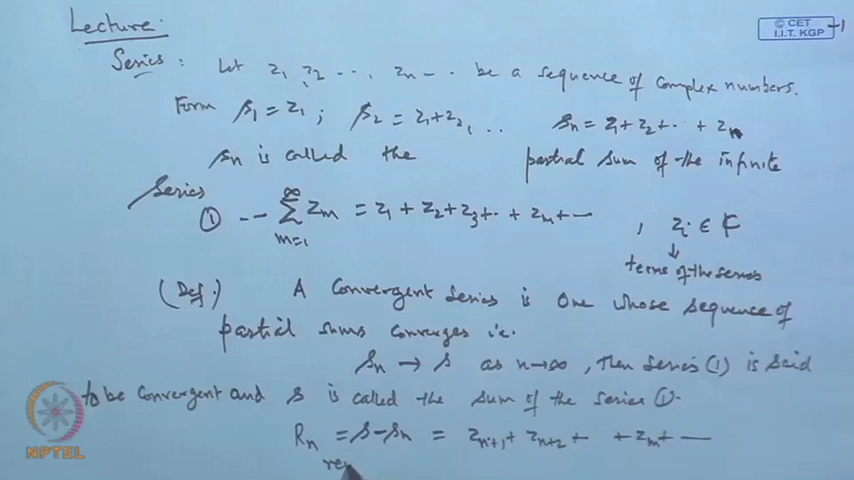 Lecture.
© CET
I.I.T. KGP
-1
Series : Let z1, z2 ..., zn -.. be a sequence of Complex numbers.
Form s1 = z1 ; s2 = z1+z2, ... sn = z1+z2+.. + zn
sn is called the partial sum of the infinite
Series
① --- ∑_{m=1}^{∞} zm = z1 + z2 + z3 +.. + zm +--- , zi ∈ ₵
↓
terms of the series
(Def.) A Convergent Series is one whose sequence of
partial sums converges i.e.
sn → s as n→∞, then series (1) is said
to be convergent and s is called the sum of the series ①.
Rn = s-sn = zn+1 + zn+2 + + zm + ---
rem
NPTEL